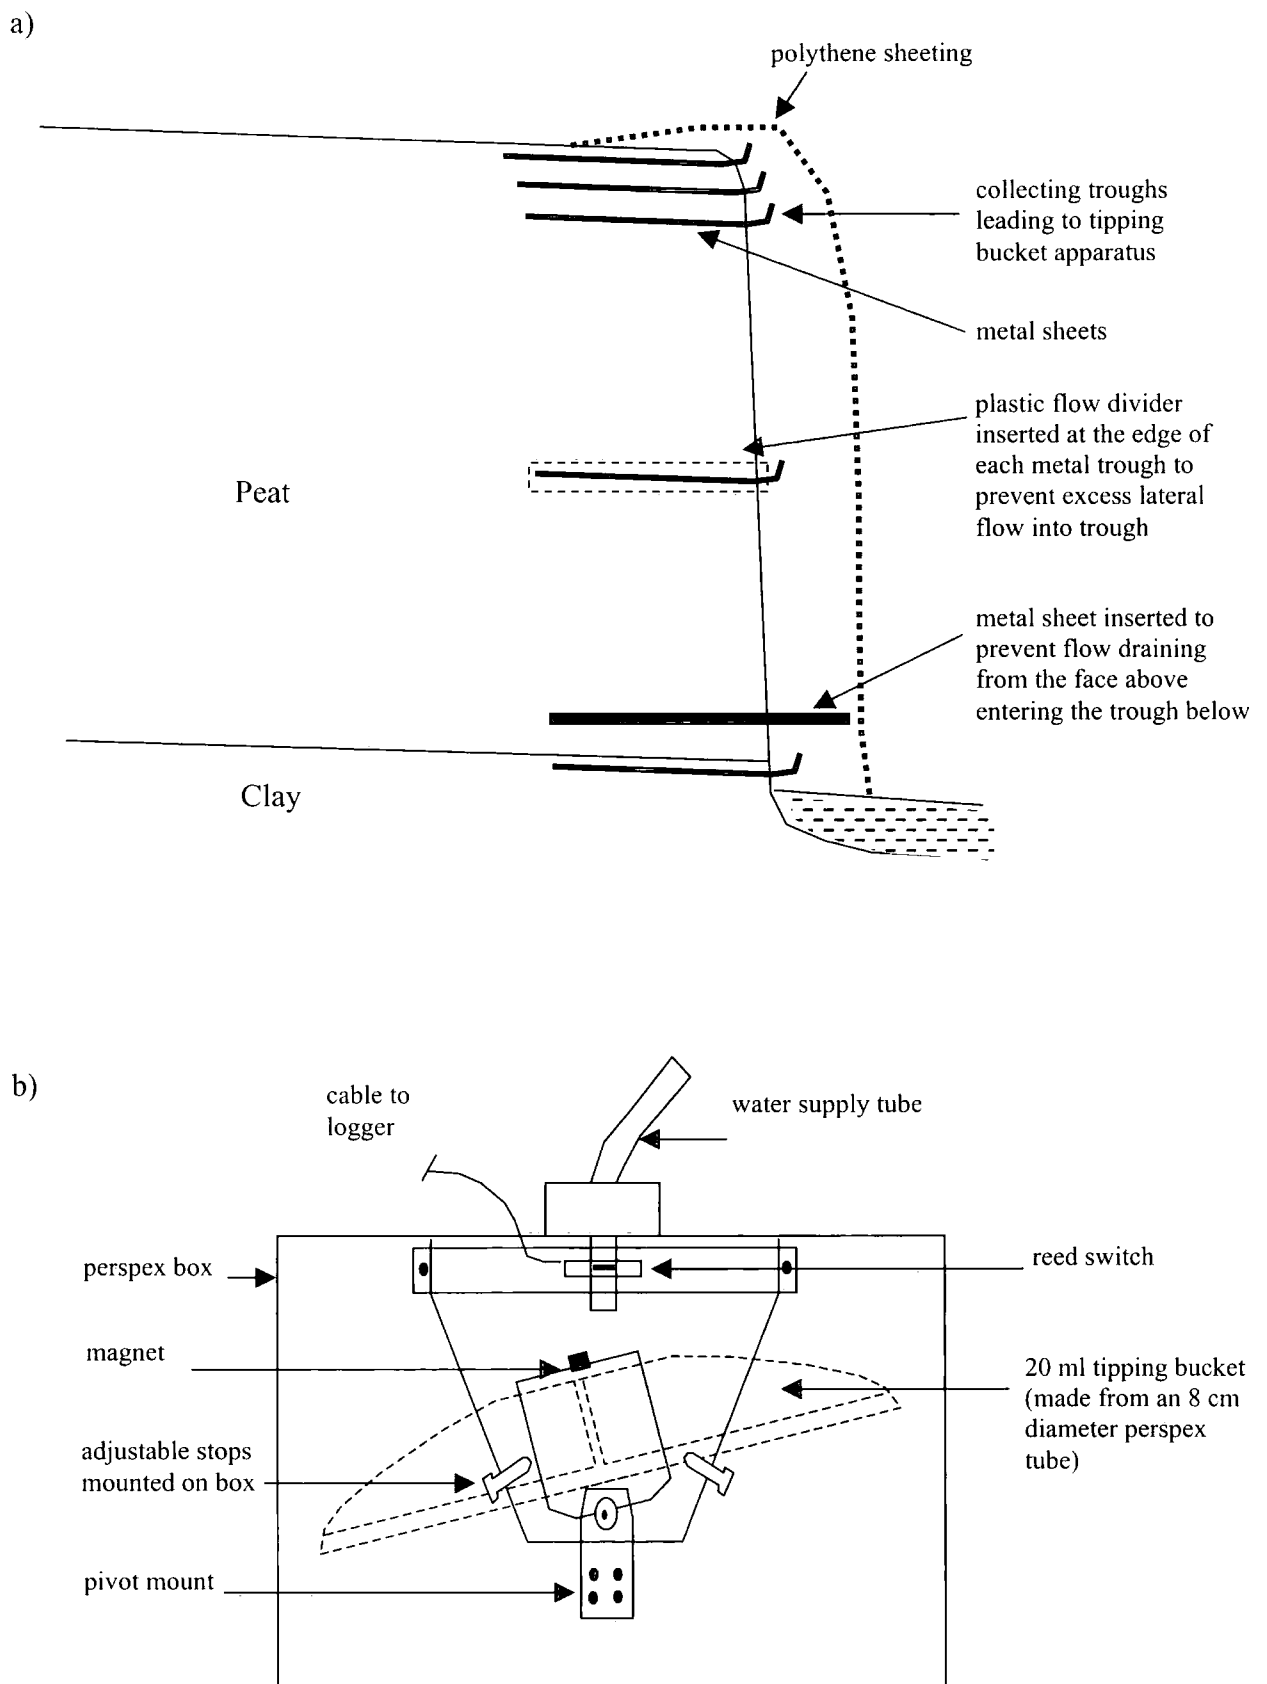 a)
polythene sheeting
collecting troughs
leading to tipping
bucket apparatus
metal sheets
plastic flow divider
inserted at the edge of
each metal trough to
prevent excess lateral
flow into trough
Peat
metal sheet inserted to
prevent flow draining
from the face above
entering the trough below
Clay
b)
cable to
logger
water supply tube
perspex box
reed switch
magnet
20 ml tipping bucket
(made from an 8 cm
diameter perspex
tube)
adjustable stops
mounted on box
pivot mount